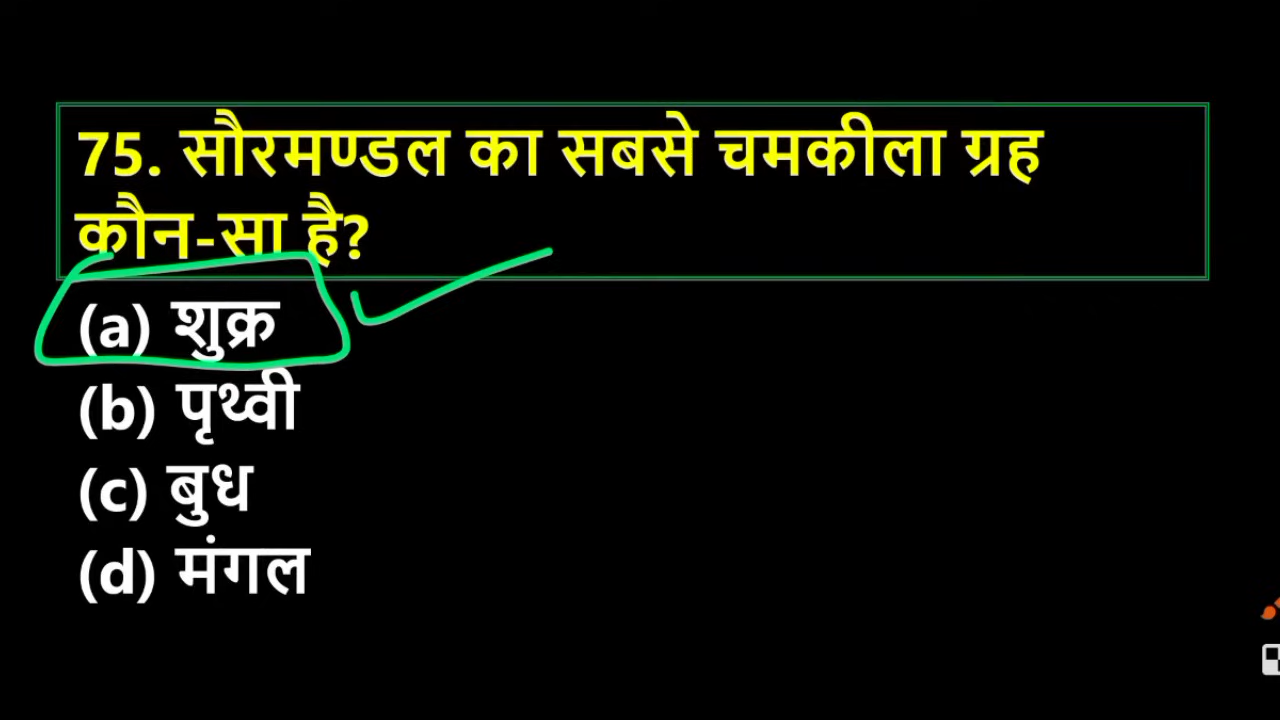 75. सौरमण्डल का सबसे चमकीला ग्रह
कौन-सा है?
(a) शुक्र
(b) पृथ्वी
(c) बुध
(d) मंगल